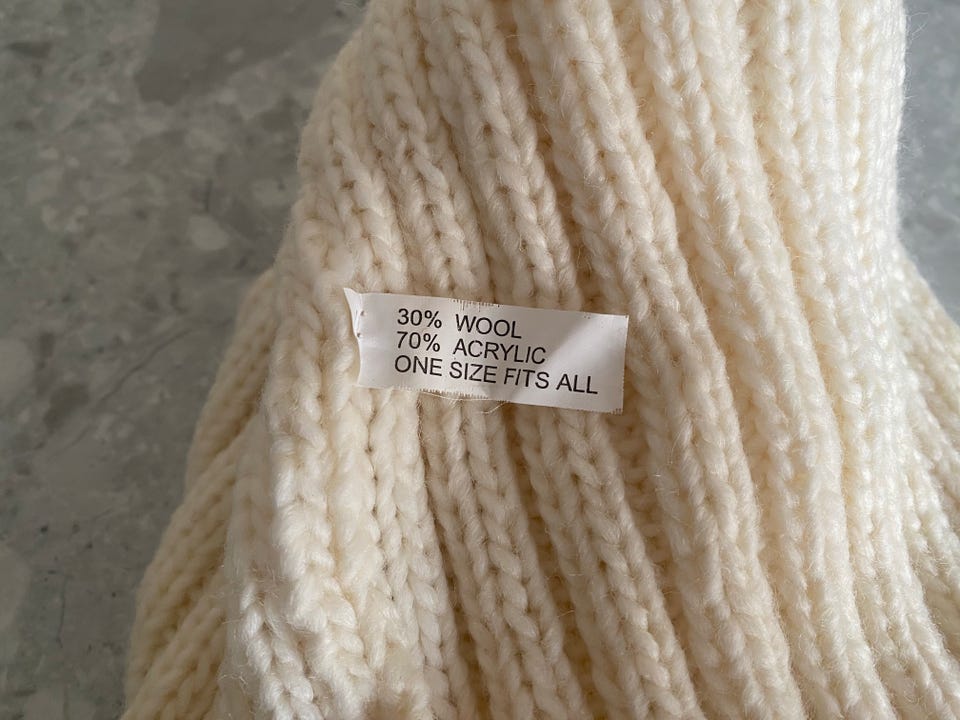 30% WOOL
70% ACRYLIC
ONE SIZE FITS ALL